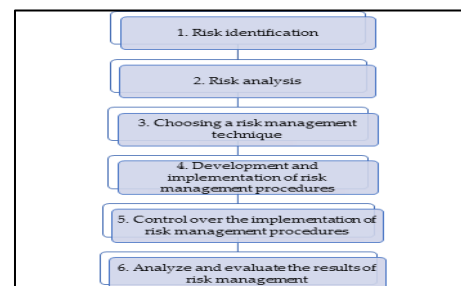 1. Risk identification
2. Risk analysis
3. Choosing a risk management
technique
4. Development and
implementation of risk
management procedures
5. Control over the implementation of
risk management procedures
6. Analyze and evaluate the results of
risk management